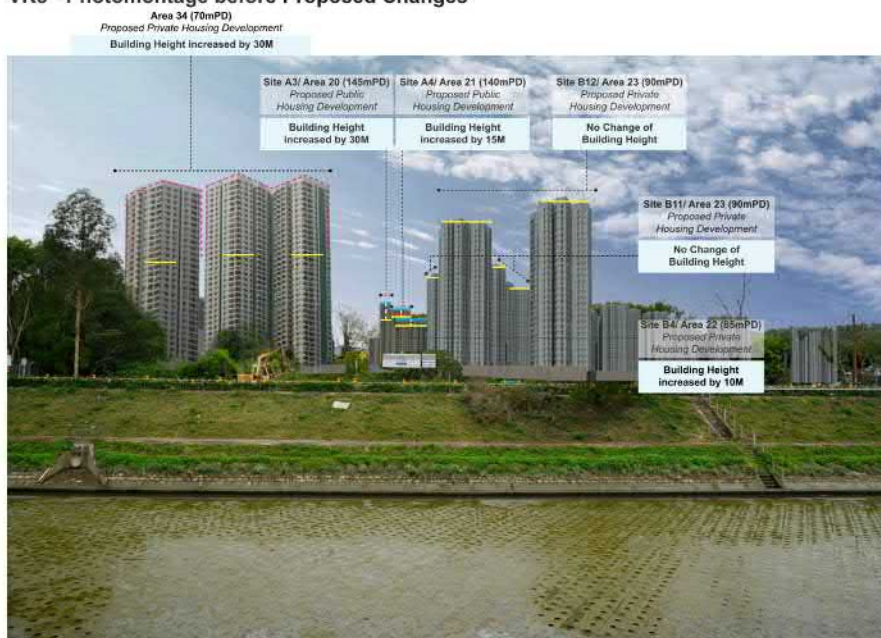 Photomontage before Proposed Changes
Area 34 (70mPD)
Proposed Private Housing Development
Building Height increased by 30M
Site A3/ Area 20 (145mPD)
Proposed Public
Housing Development
Building Height
increased by 30M
Site A4/ Area 21 (140mPD)
Proposed Public
Housing Development
Building Height
increased by 15M
Site B12/ Area 23 (90mPD)
Proposed Private
Housing Development
No Change of
Building Height
Site B11/ Area 23 (90mPD)
Proposed Private
Housing Development
No Change of
Building Height
Site B4/ Area 22 (85mPD)
Proposed Private
Housing Development
Building Height
increased by 10M